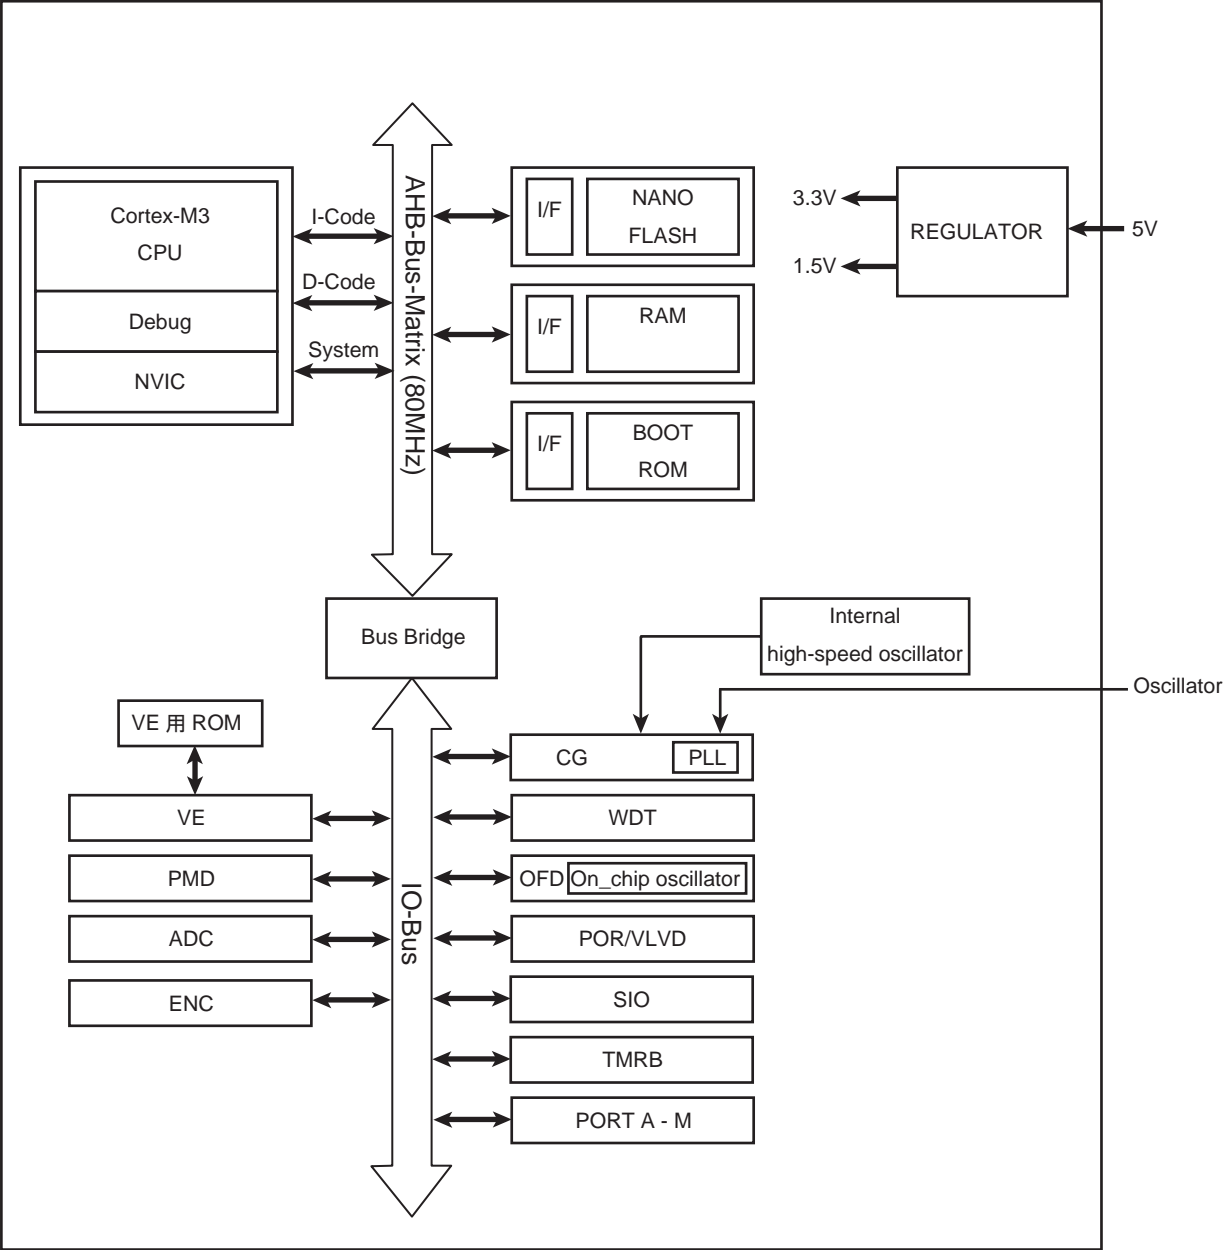 Cortex-M3
CPU
Debug
NVIC
I-Code
D-Code
System
AHB-Bus-Matrix (80MHz)
I/F
NANO
FLASH
I/F
RAM
I/F
BOOT
ROM
3.3V
1.5V
REGULATOR
5V
Bus Bridge
Internal
high-speed oscillator
Oscillator
VE 用 ROM
VE
PMD
ADC
ENC
IO-Bus
CG
PLL
WDT
OFD
On_chip oscillator
POR/VLVD
SIO
TMRB
PORT A - M